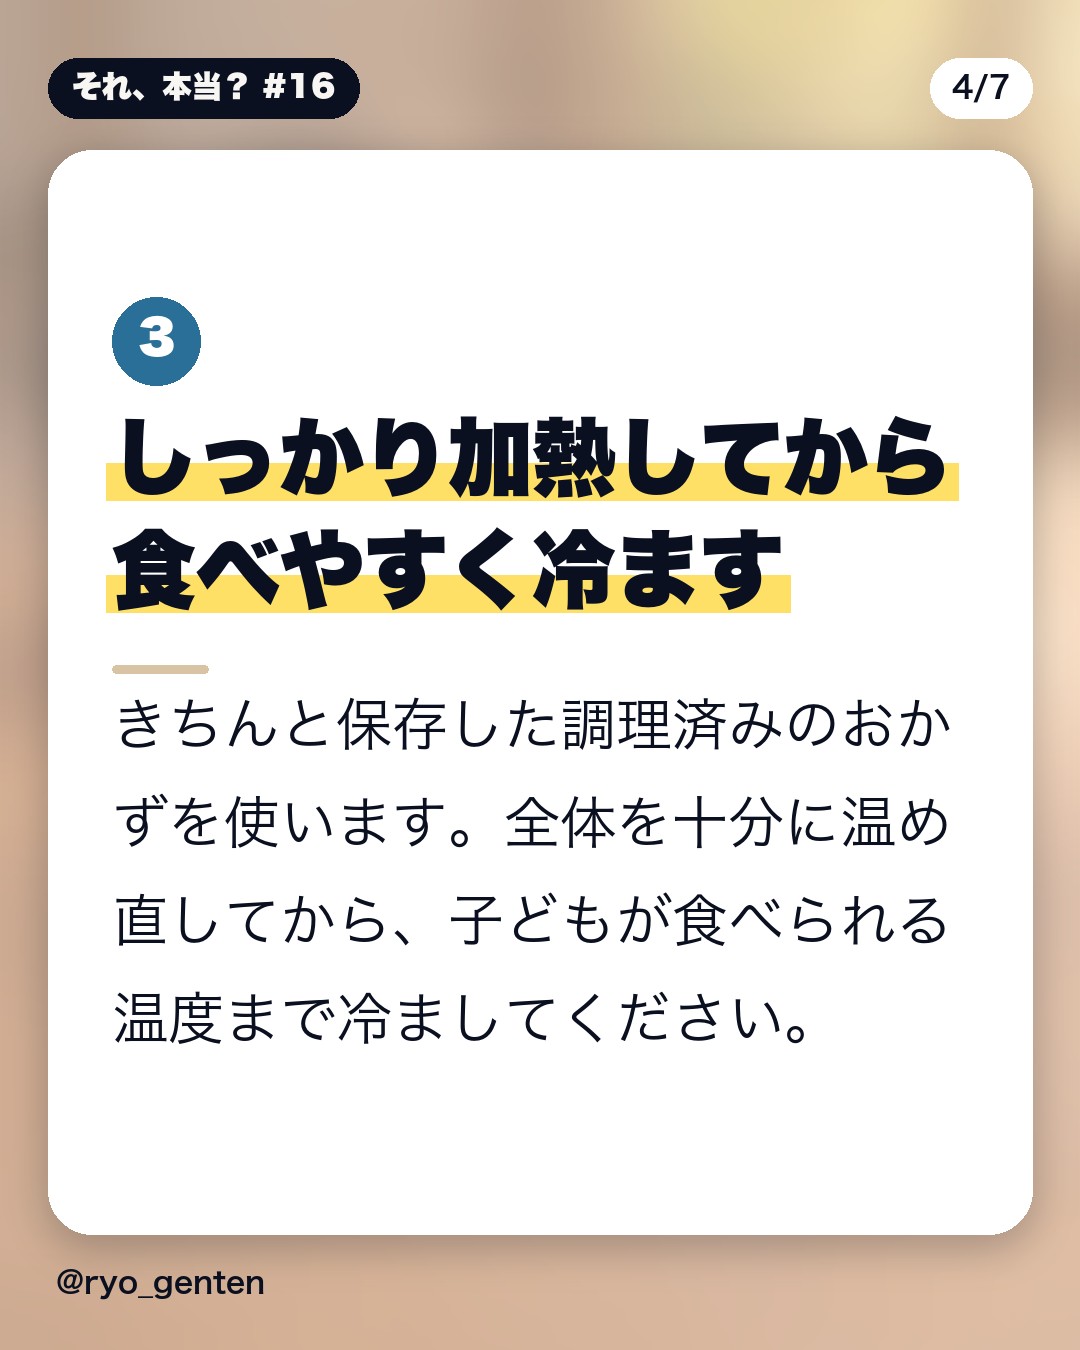 それ、本当？ #16
4/7
3
しっかり加熱してから
食べやすく冷ます
きちんと保存した調理済みのおか
ずを使います。全体を十分に温め
直してから、子どもが食べられる
温度まで冷ましてください。
@ryo_genten